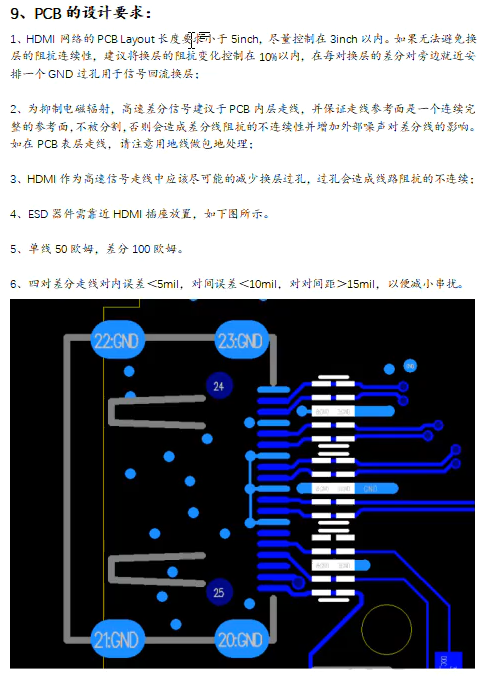 9、PCB 的设计要求：
1、HDMI 网络的 PCB Layout 长度要求小于 5inch，尽量控制在 3inch 以内。如果无法避免换
层的阻抗连续性，建议将换层的阻抗变化控制在 10%以内，在每对换层的差分对旁边就近安
排一个 GND 过孔用于信号回流换层；
2、为抑制电磁辐射，高速差分信号建议于 PCB 内层走线，并保证走线参考面是一个连续完
整的参考面，不被分割，否则会造成差分线阻抗的不连续性并增加外部噪声对差分线的影响。
如在 PCB 表层走线，请注意用地线做包地处理；
3、HDMI 作为高速信号走线中应该尽可能的减少换层过孔，过孔会造成线路阻抗的不连续；
4、ESD 器件需靠近 HDMI 插座放置，如下图所示。
5、单线 50 欧姆，差分 100 欧姆。
6、四对差分走线对内误差＜5mil，对间误差＜10mil，对对间距＞15mil，以便减小串扰。
22:GND
23:GND
24
GND
25
21:GND
20:GND